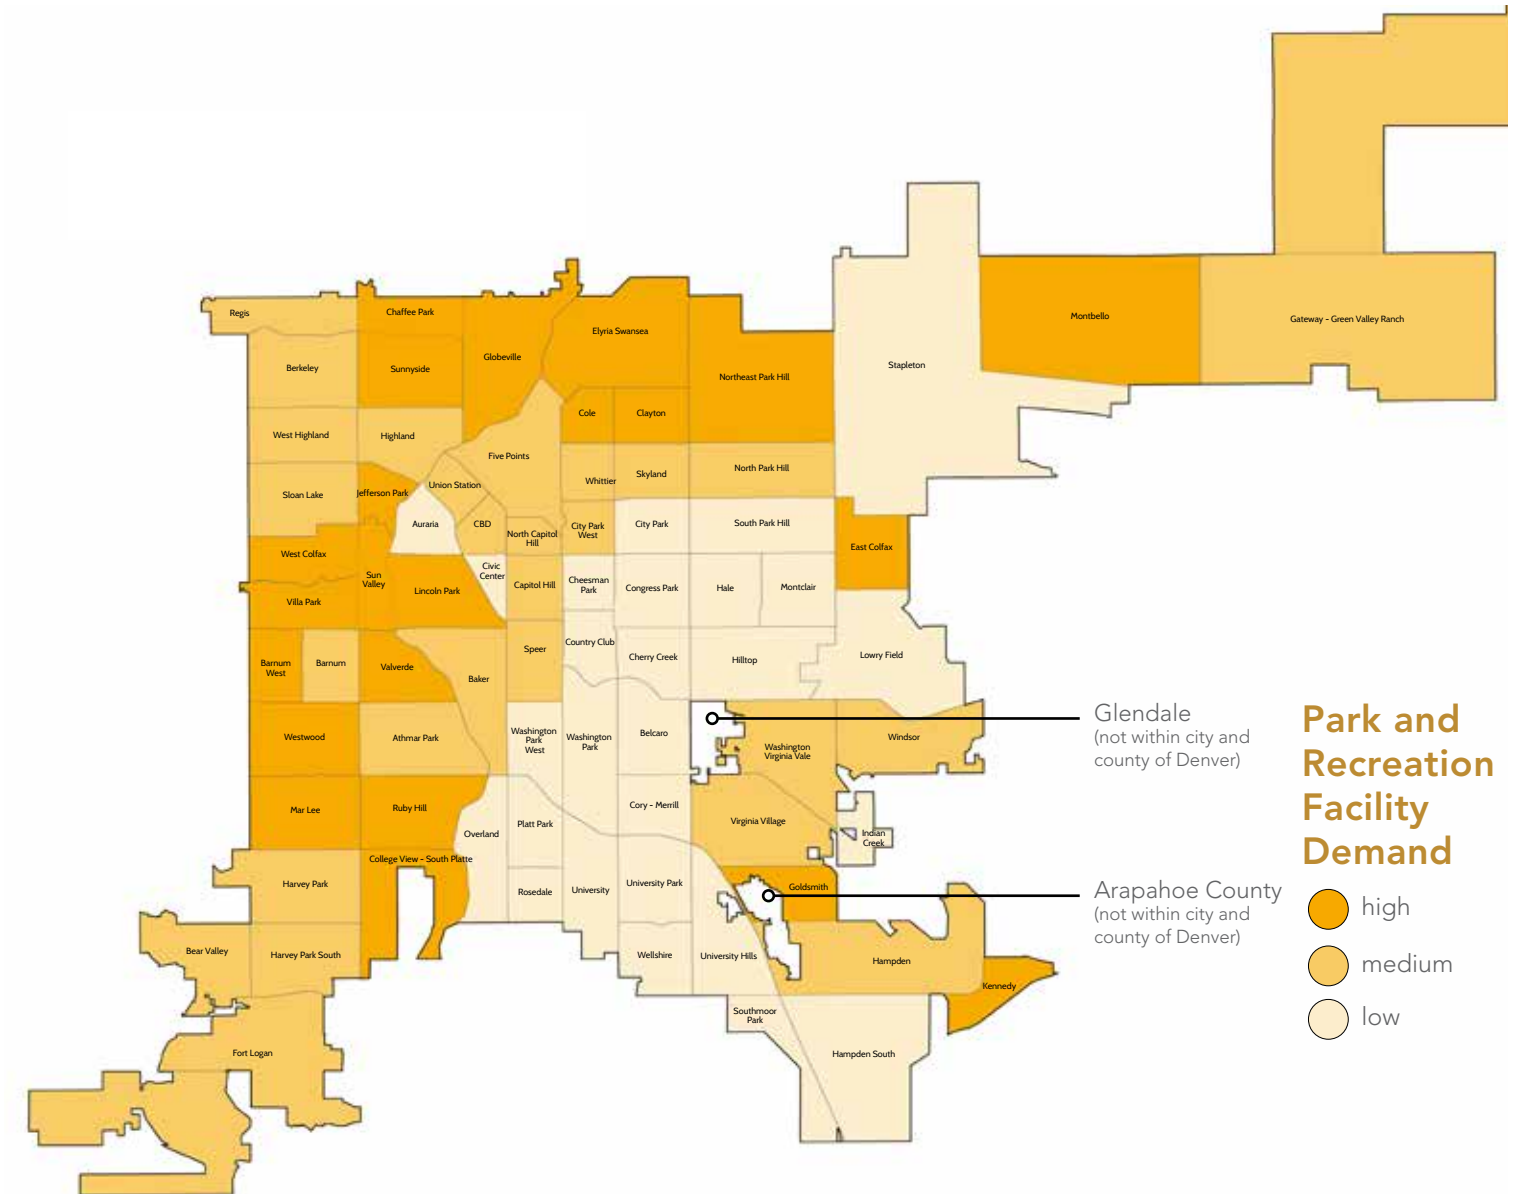 Regis
Chaffee Park
Globeville
Elyria Swansea
Berkeley
Sunnyside
Northeast Park Hill
Stapleton
Montbello
Gateway - Green Valley Ranch
West Highland
Highland
Cole
Clayton
Five Points
Sloan Lake
Jefferson Park
Union Station
Whittier
Skyland
North Park Hill
Auraria
CBD
North Capitol
Hill
City Park
West
City Park
South Park Hill
East Colfax
West Colfax
Sun
Valley
Lincoln Park
Civic
Center
Capitol Hill
Cheesman
Park
Congress Park
Hale
Montclair
Villa Park
Barnum
West
Barnum
Valverde
Baker
Speer
Country Club
Cherry Creek
Hilltop
Lowry Field
Westwood
Athmar Park
Washington
Park
West
Washington
Park
Belcaro
Washington
Virginia Vale
Windsor
Glendale
(not within city and
county of Denver)
Mar Lee
Ruby Hill
Overland
Platt Park
Cory - Merrill
Virginia Village
Indian
Creek
College View - South Platte
Harvey Park
Rosedale
University
University Park
Goldsmith
Arapahoe County
(not within city and
county of Denver)
Bear Valley
Harvey Park South
Wellshire
University Hills
Hampden
Kennedy
Southmoor
Park
Hampden South
Fort Logan
Park and
Recreation
Facility
Demand
high
medium
low